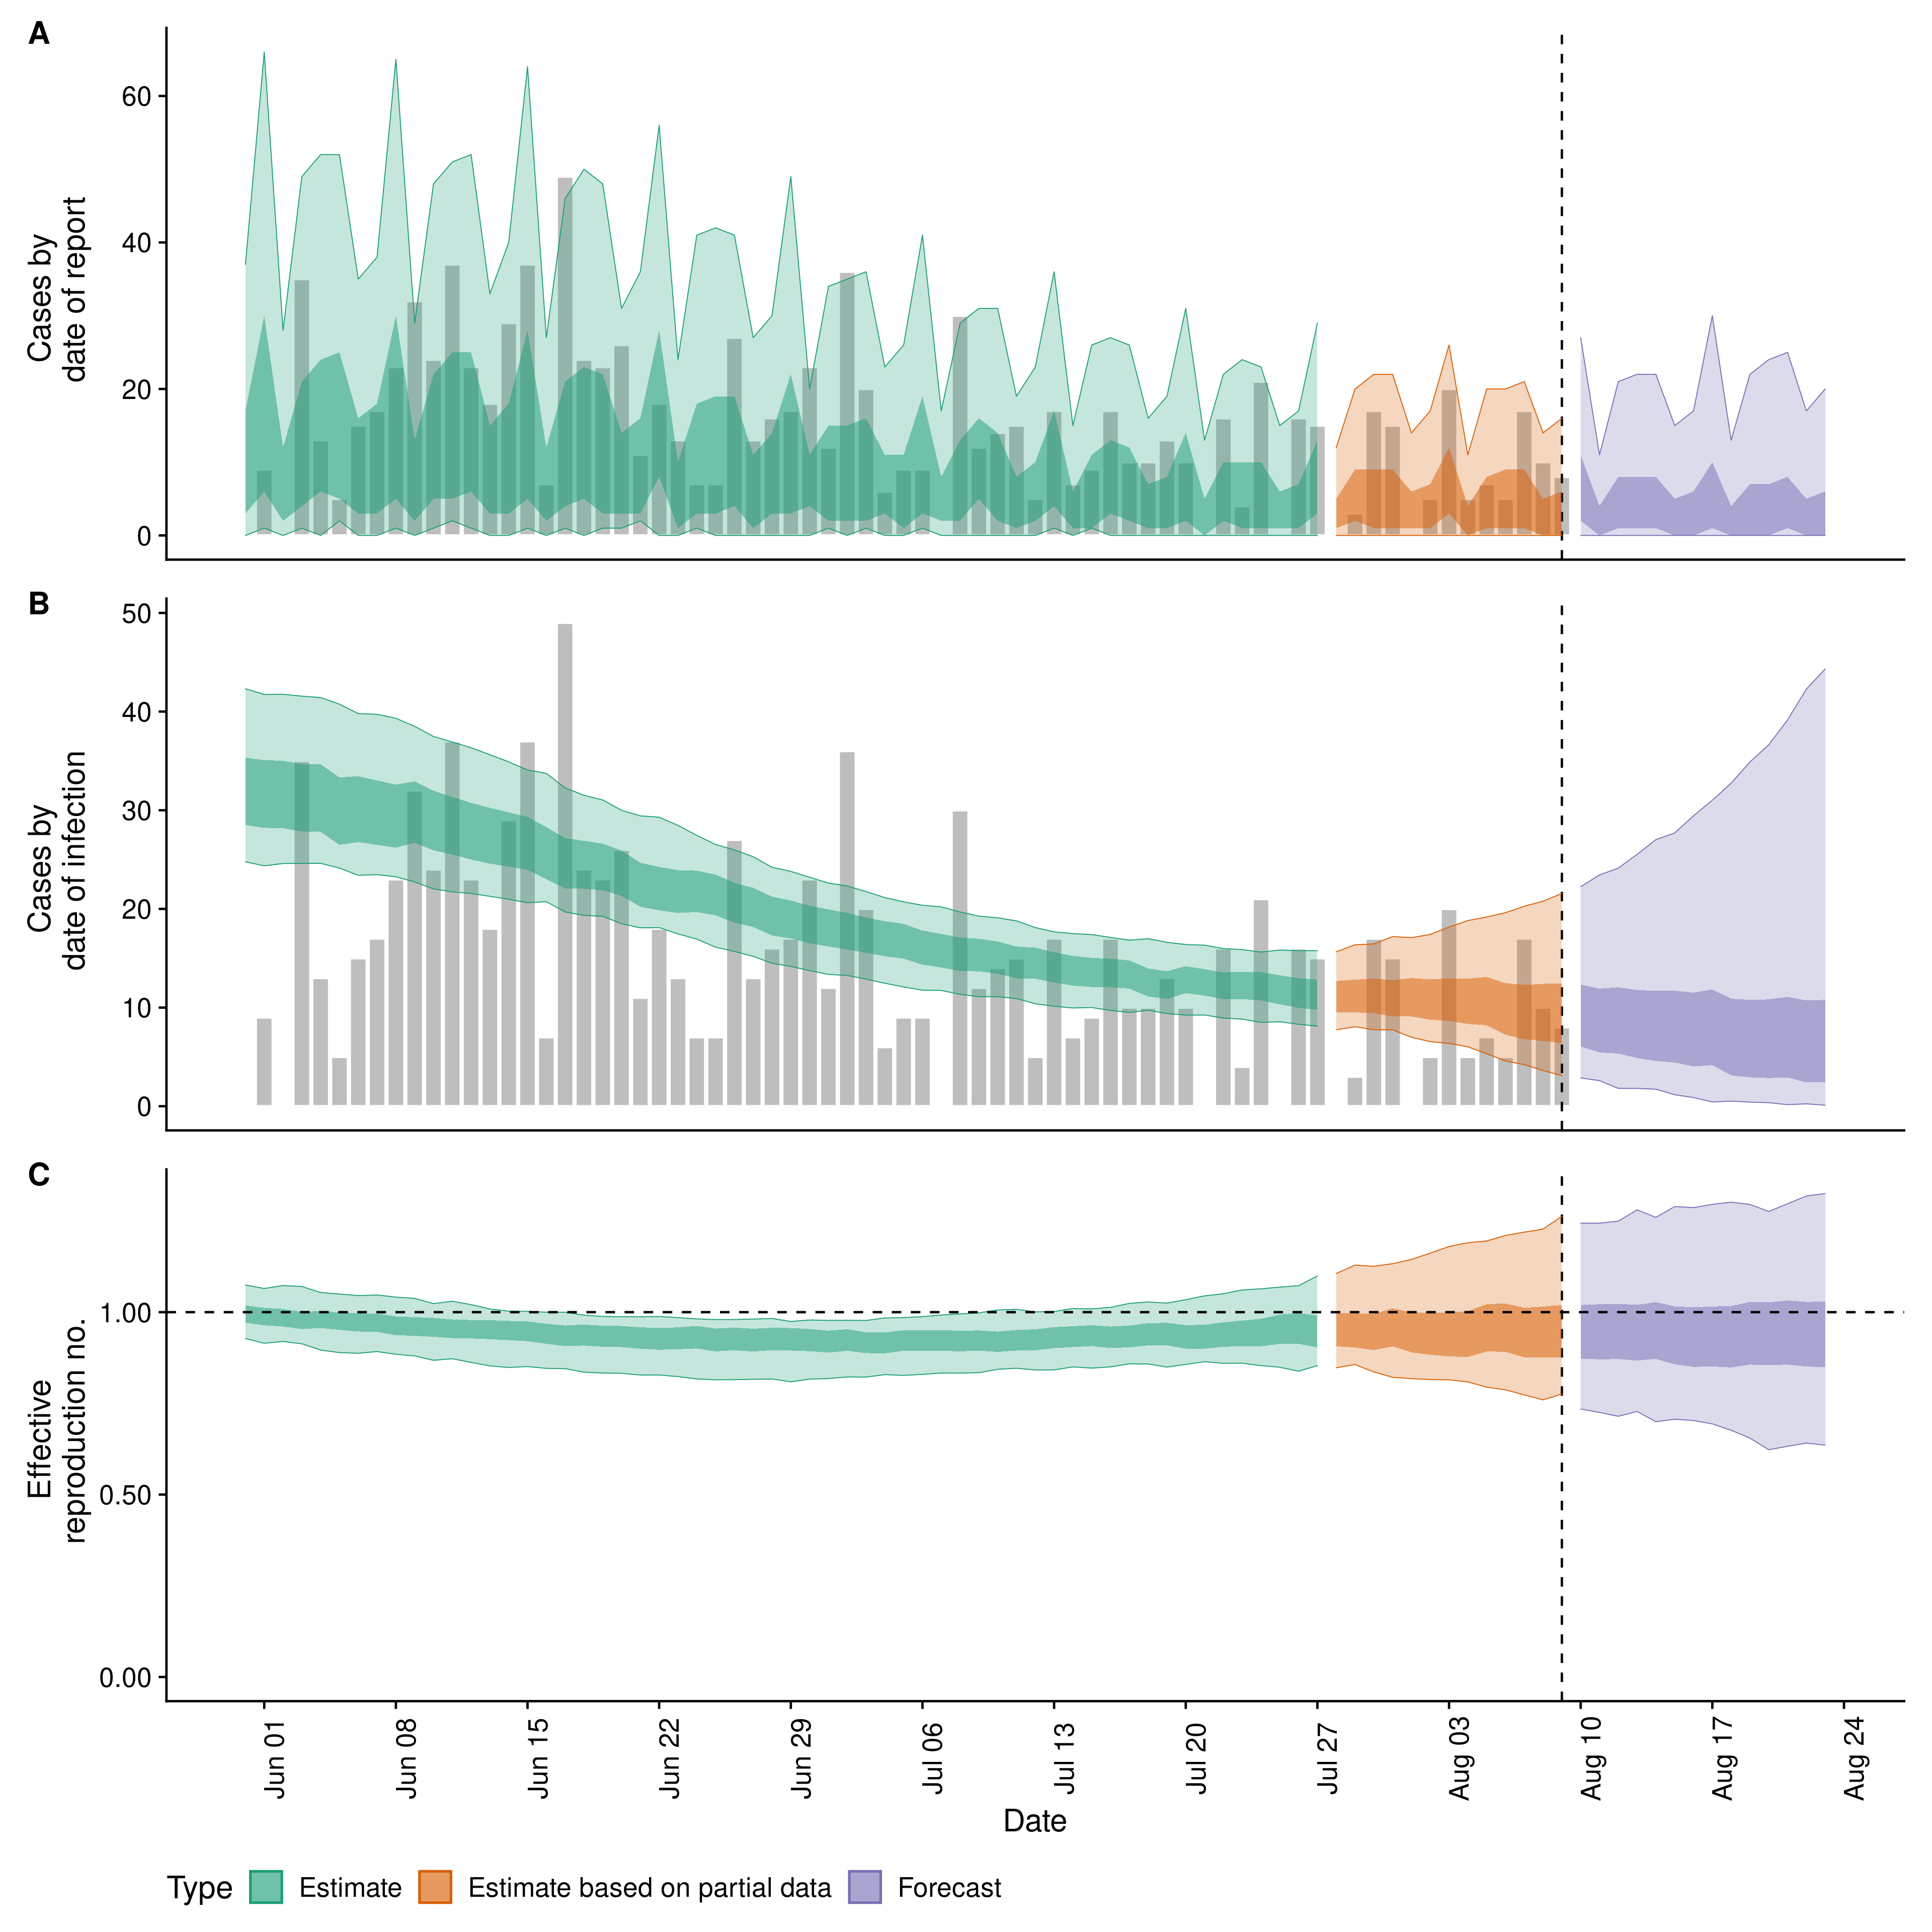 A
Cases by
date of report
60
40
20
0
B
Cases by
date of infection
50
40
30
20
10
0
C
Effective
reproduction no.
1.00
0.50
0.00
Jun 01
Jun 08
Jun 15
Jun 22
Jun 29
Jul 06
Jul 13
Jul 20
Jul 27
Aug 03
Aug 10
Aug 17
Aug 24
Date
Type Estimate Estimate based on partial data Forecast